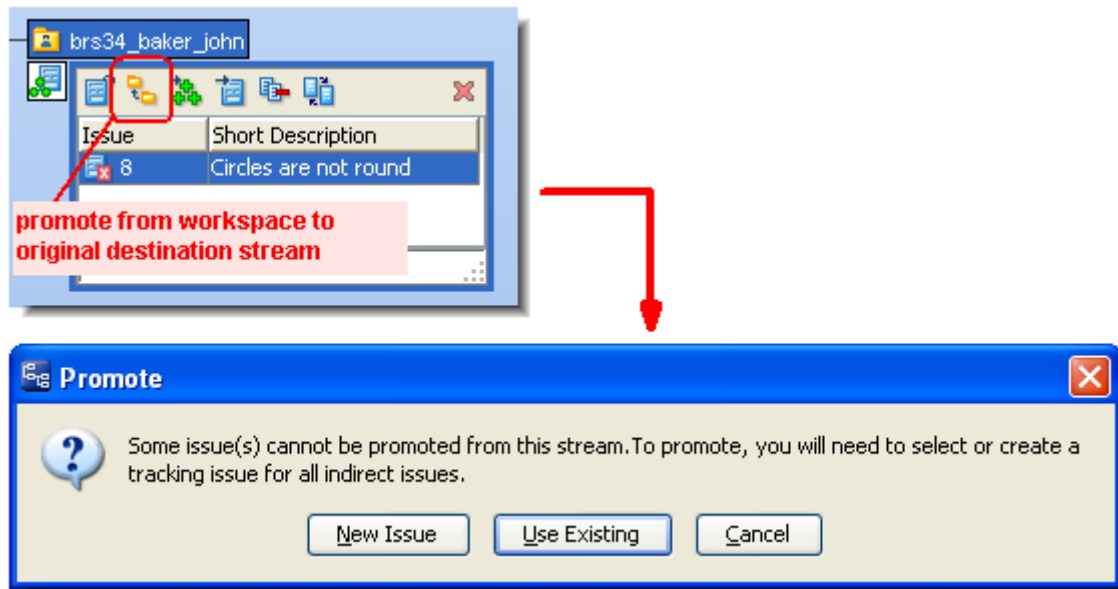 brs34_baker_john
Issue Short Description
8 Circles are not round
promote from workspace to
original destination stream
Promote
Some issue(s) cannot be promoted from this stream.To promote, you will need to select or create a
tracking issue for all indirect issues.
New Issue Use Existing Cancel